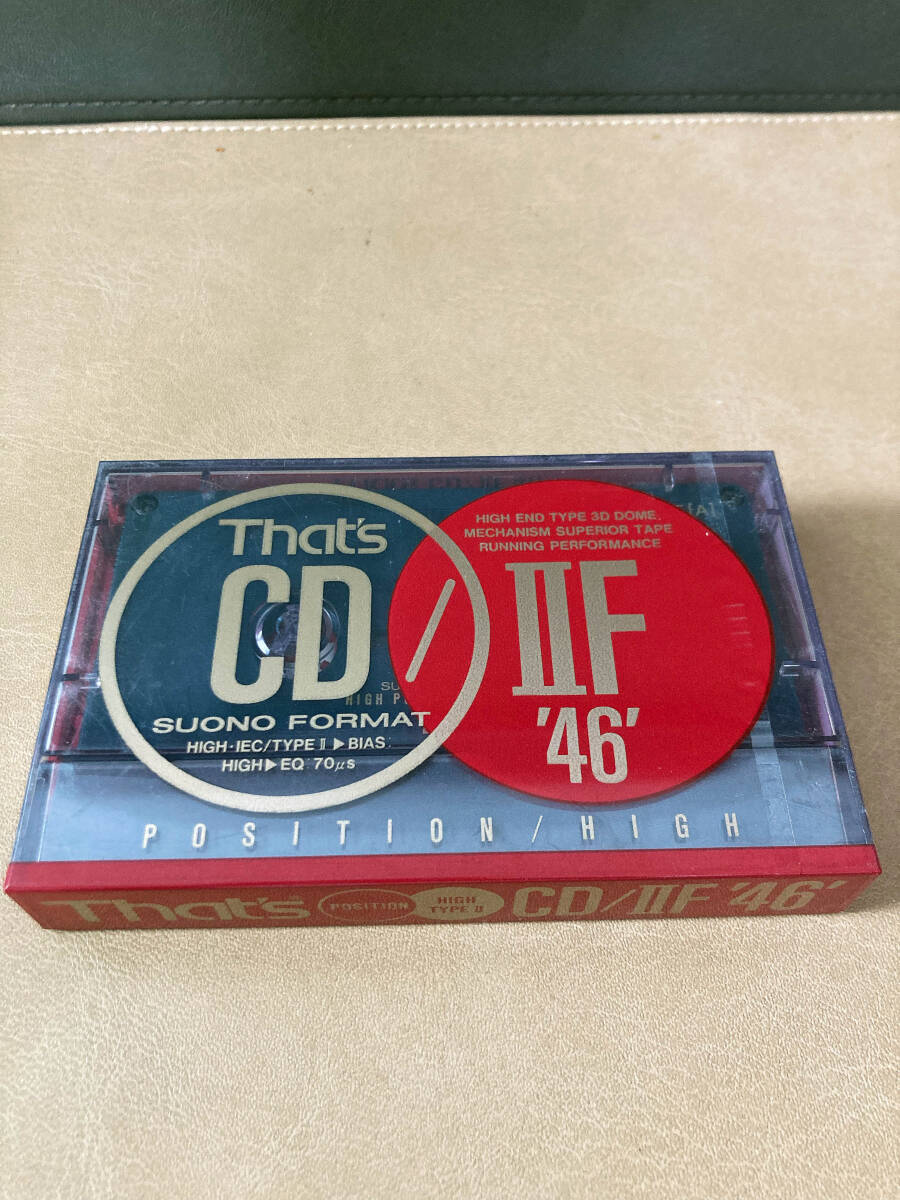 That's
CD/IIF
'46'
SUONO FORMAT
HIGH·IEC/TYPE II ▶ BIAS:
HIGH ▶ EQ 70μs
HIGH END TYPE 3D DOME
MECHANISM SUPERIOR TAPE
RUNNING PERFORMANCE
POSITION/HIGH
That's POSITION HIGH TYPE II CD/IIF '46'